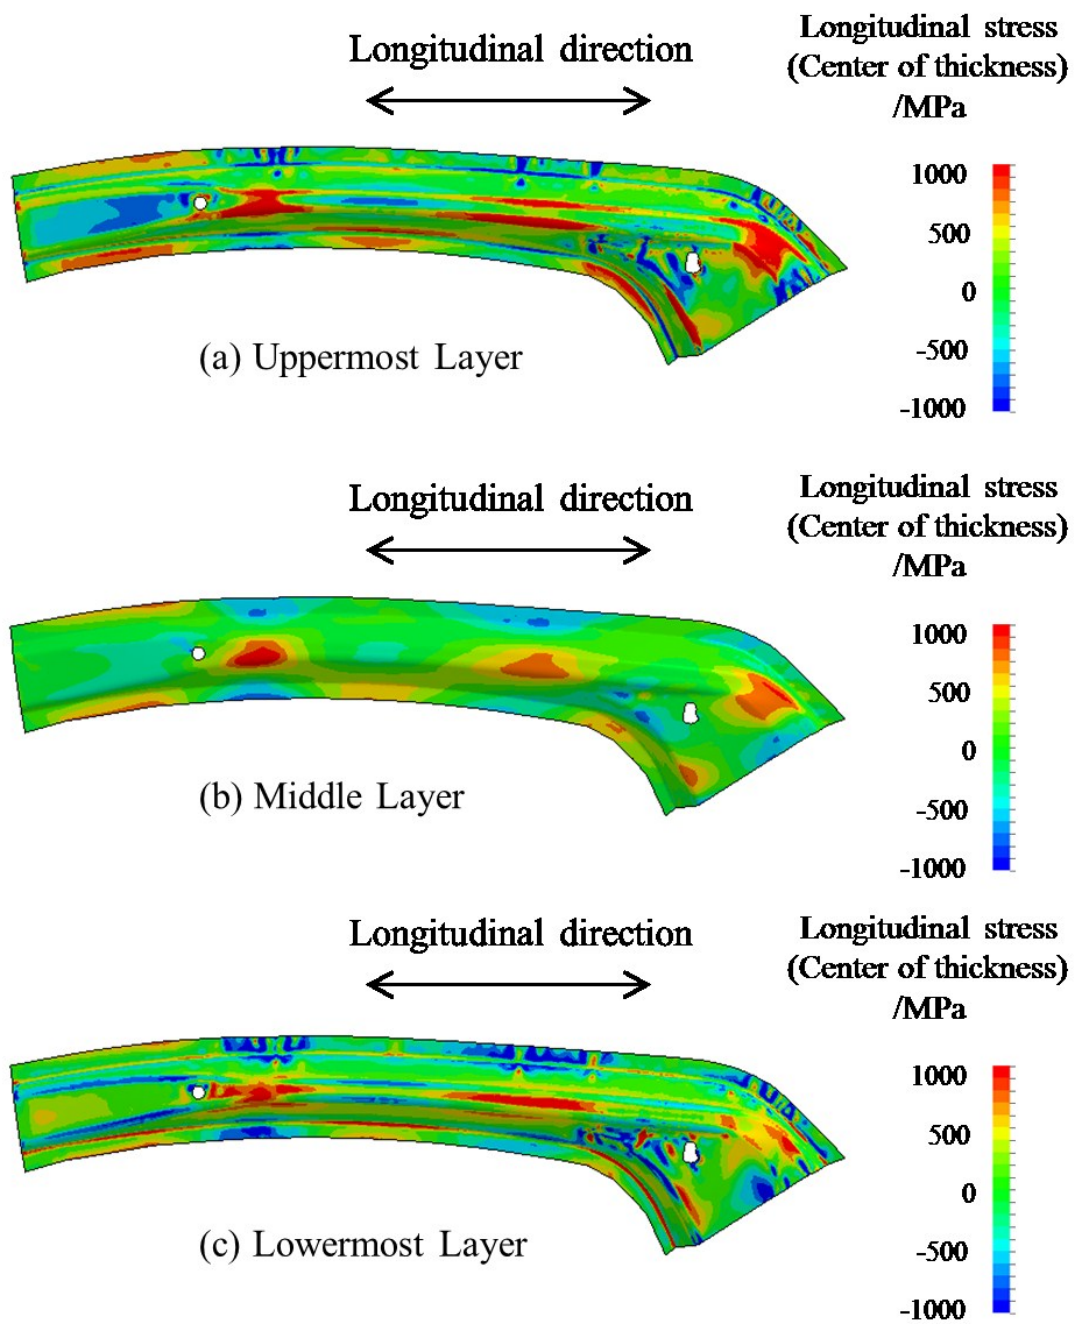 Longitudinal direction
Longitudinal stress
(Center of thickness)
/MPa
1000
500
0
-500
-1000
(a) Uppermost Layer
Longitudinal direction
Longitudinal stress
(Center of thickness)
/MPa
1000
500
0
-500
-1000
(b) Middle Layer
Longitudinal direction
Longitudinal stress
(Center of thickness)
/MPa
1000
500
0
-500
-1000
(c) Lowermost Layer